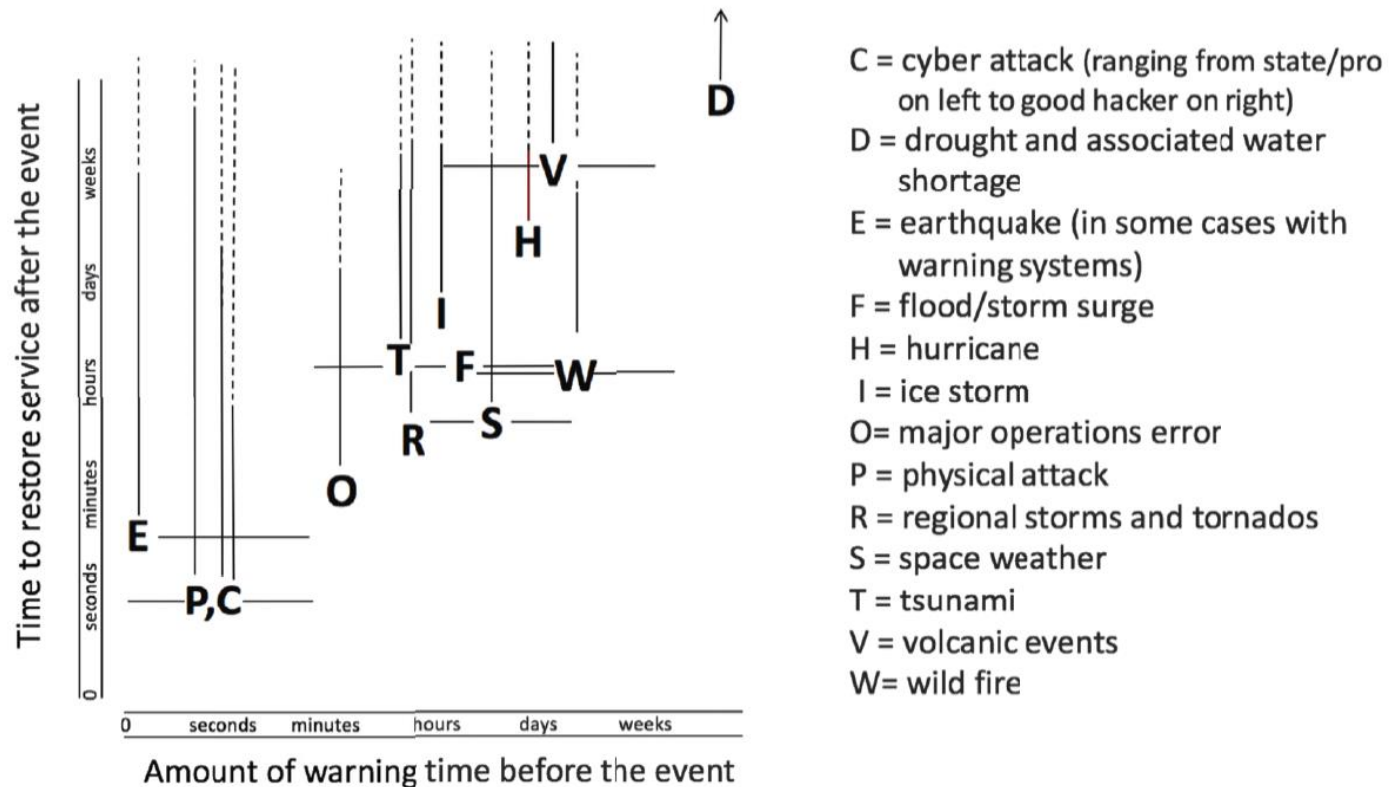 Time to restore service after the event
weeks
days
hours
minutes
seconds
0
D
V
H
I
T
F
W
S
R
O
E
P,C
0 seconds minutes hours days weeks
Amount of warning time before the event
C = cyber attack (ranging from state/pro
on left to good hacker on right)
D = drought and associated water
shortage
E = earthquake (in some cases with
warning systems)
F = flood/storm surge
H = hurricane
I = ice storm
O= major operations error
P = physical attack
R = regional storms and tornados
S = space weather
T = tsunami
V = volcanic events
W= wild fire